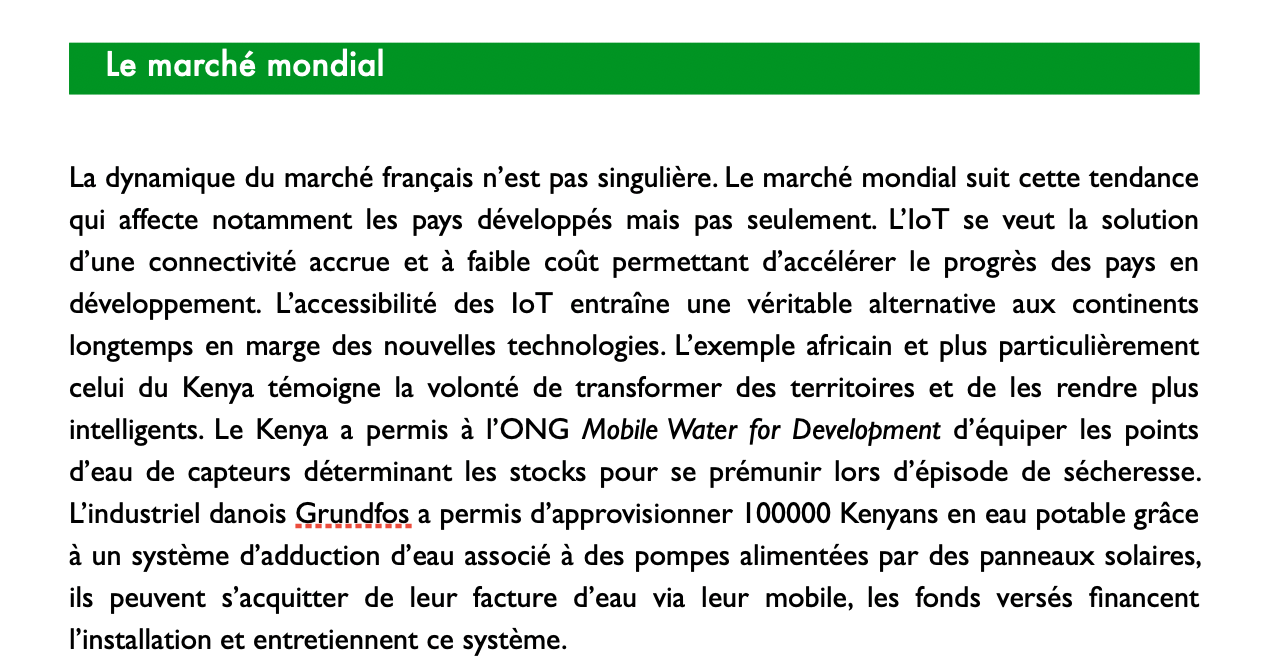 Le marché mondial
La dynamique du marché français n’est pas singulière. Le marché mondial suit cette tendance
qui affecte notamment les pays développés mais pas seulement. L’IoT se veut la solution
d’une connectivité accrue et à faible coût permettant d’accélérer le progrès des pays en
développement. L’accessibilité des IoT entraîne une véritable alternative aux continents
longtemps en marge des nouvelles technologies. L’exemple africain et plus particulièrement
celui du Kenya témoigne la volonté de transformer des territoires et de les rendre plus
intelligents. Le Kenya a permis à l’ONG Mobile Water for Development d’équiper les points
d’eau de capteurs déterminant les stocks pour se prémunir lors d’épisode de sécheresse.
L’industriel danois Grundfos a permis d’approvisionner 100000 Kenyans en eau potable grâce
à un système d’adduction d’eau associé à des pompes alimentées par des panneaux solaires,
ils peuvent s’acquitter de leur facture d’eau via leur mobile, les fonds versés financent
l’installation et entretiennent ce système.